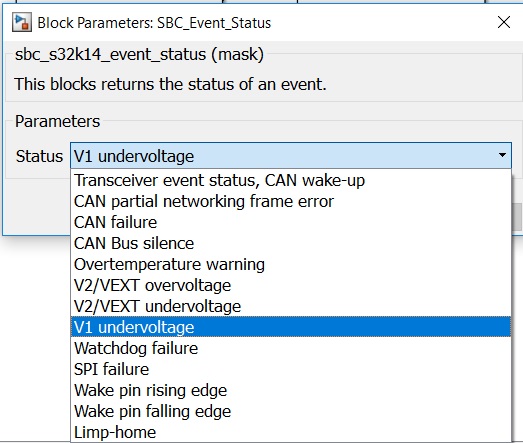 Block Parameters: SBC_Event_Status
sbc_s32k14_event_status (mask)
This blocks returns the status of an event.
Parameters
Status V1 undervoltage
Transceiver event status, CAN wake-up
CAN partial networking frame error
CAN failure
CAN Bus silence
Overtemperature warning
V2/VEXT overvoltage
V2/VEXT undervoltage
V1 undervoltage
Watchdog failure
SPI failure
Wake pin rising edge
Wake pin falling edge
Limp-home